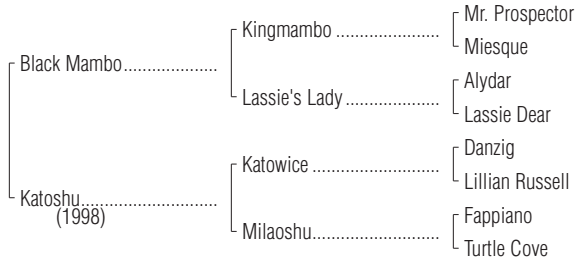 Mr. Prospector
Kingmambo ........................
Miesque
Black Mambo......................
Alydar
Lassie's Lady ......................
Lassie Dear
Danzig
Katowice .............................
Lillian Russell
Katoshu................................
(1998)
Fappiano
Milaoshu.............................
Turtle Cove